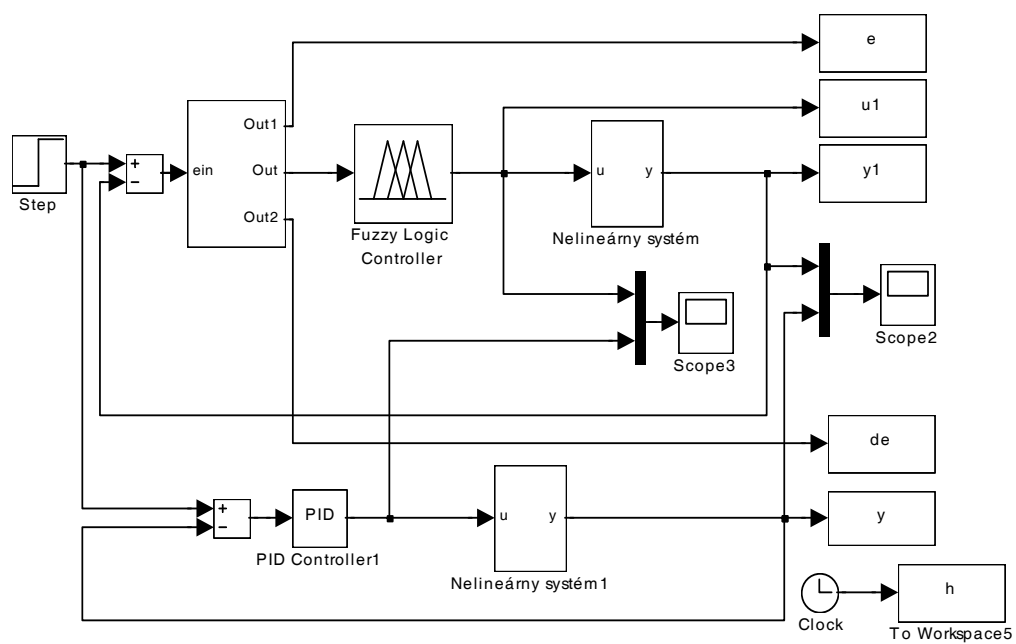 e
u1
Out1
+
−
ein
Out
u
y
y1
Step
Out2
Fuzzy Logic
Controller
Nelineárny systém
Scope3
Scope2
de
+
−
PID
u
y
y
PID Controller1
Nelineárny systém1
h
Clock
To Workspace5